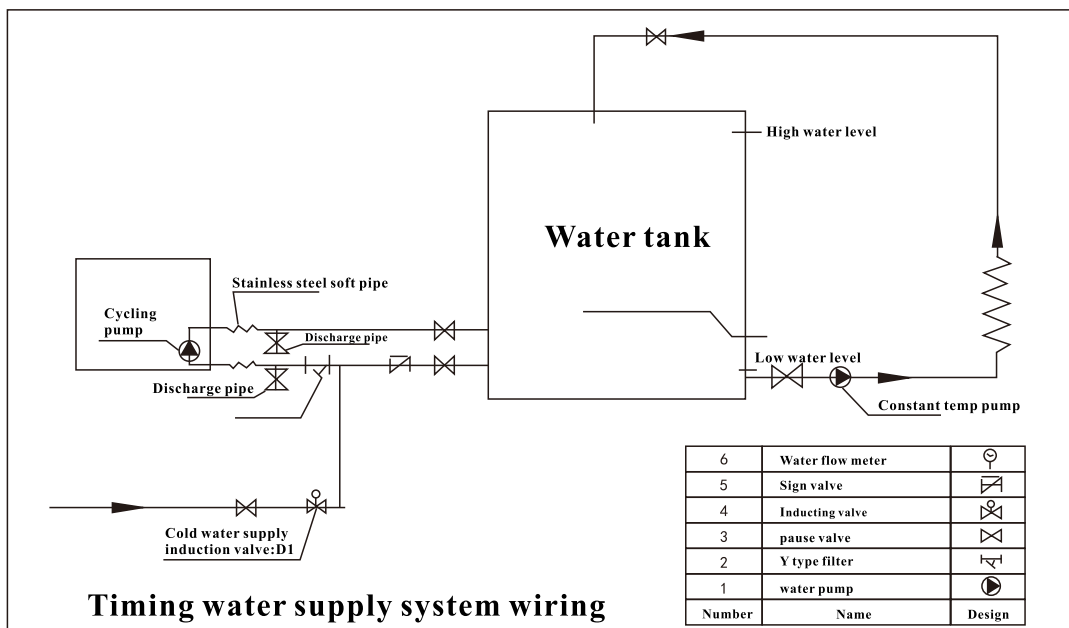 High water level
Water tank
Stainless steel soft pipe
Cycling
pump
Discharge pipe
Low water level
Discharge pipe
Constant temp pump
Cold water supply
induction valve:D1
6 Water flow meter
5 Sign valve
4 Inducting valve
3 pause valve
2 Y type filter
1 water pump
Number Name Design
Timing water supply system wiring